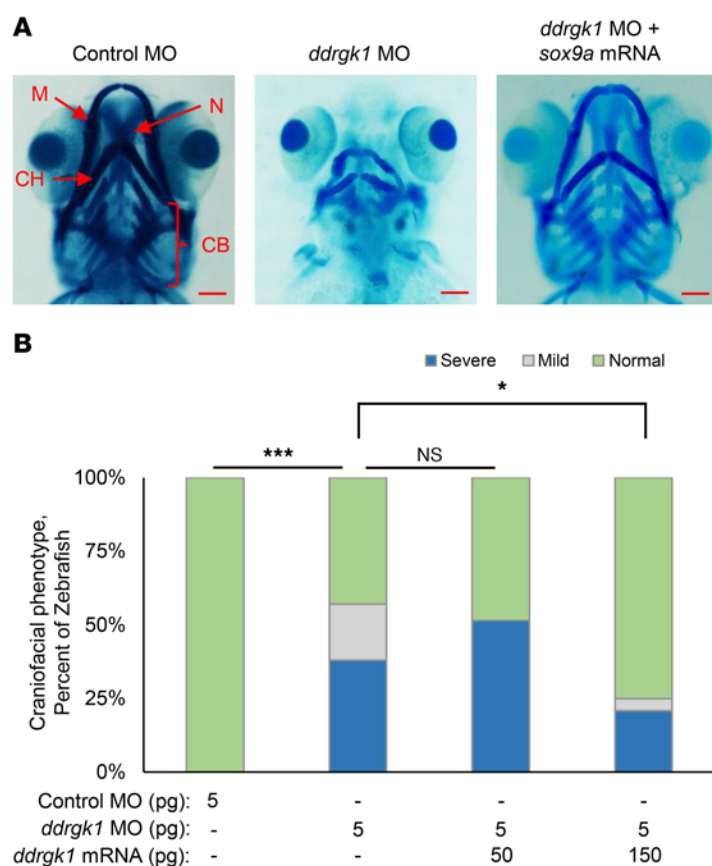 A
Control MO
ddrgk1 MO
ddrgk1 MO +
sox9a mRNA
M
N
CH
CB
B
Severe Mild Normal
*
***
NS
100%
75%
50%
25%
0%
Craniofacial phenotype,
Percent of Zebrafish
Control MO (pg): 5 - - -
ddrgk1 MO (pg): - 5 5 5
ddrgk1 mRNA (pg): - - 50 150